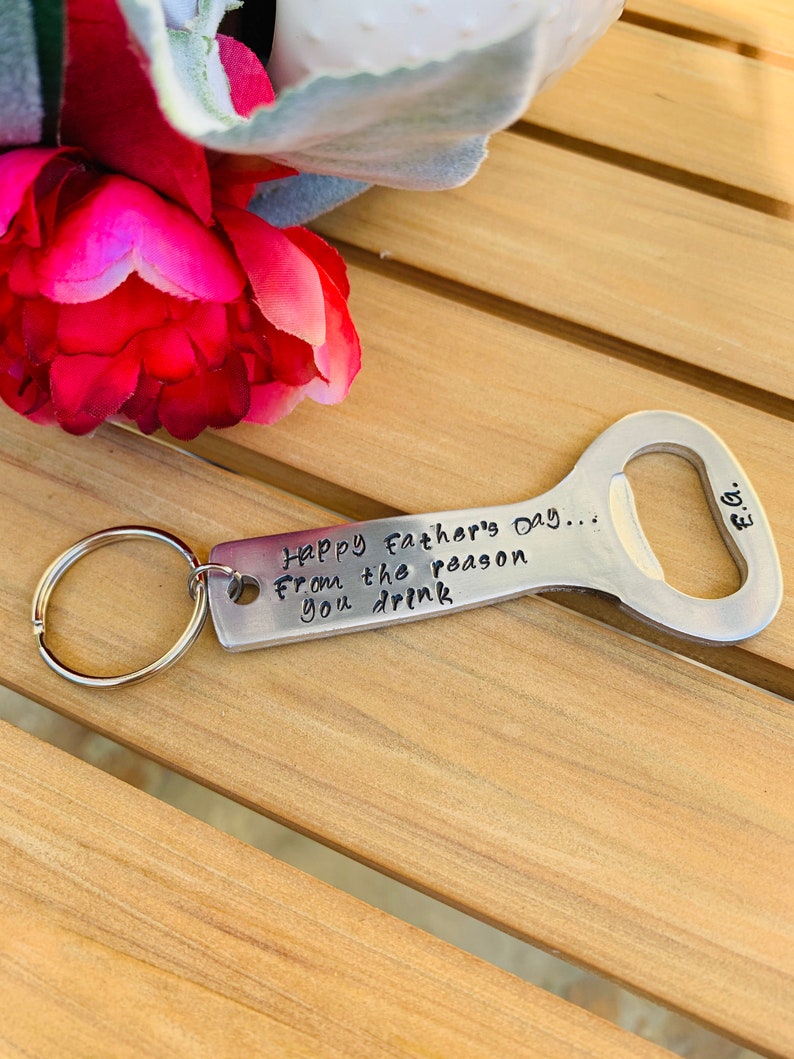 Happy Father's Day...
From the reason
you drink
E.G.